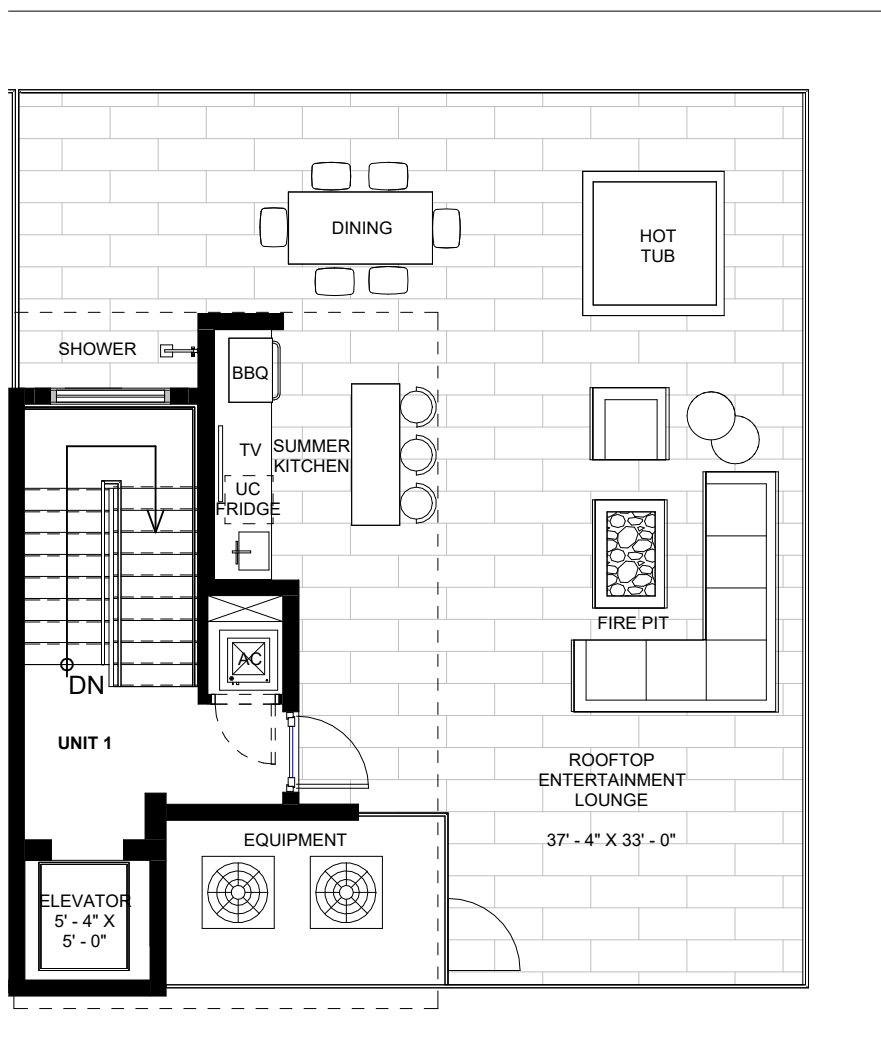 DINING
HOT
TUB
SHOWER
BBQ
TV
SUMMER
KITCHEN
UC
FRIDGE
FIRE PIT
AC
DN
UNIT 1
ROOFTOP
ENTERTAINMENT
LOUNGE
37' - 4" X 33' - 0"
EQUIPMENT
ELEVATOR
5' - 4" X
5' - 0"